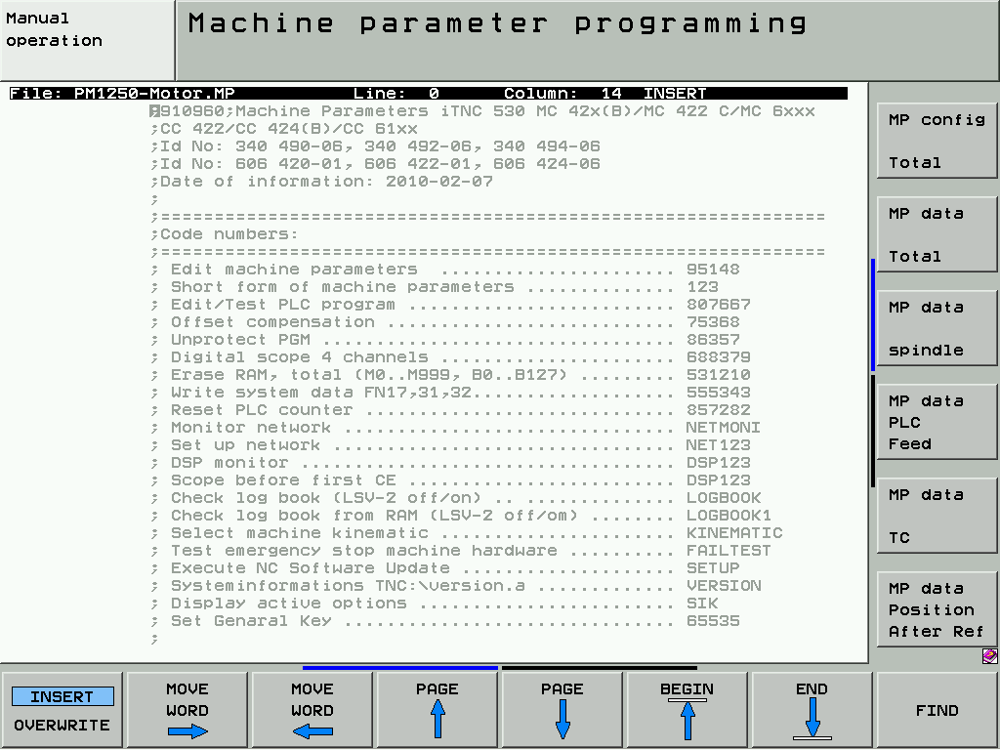 Manual
operation
Machine parameter programming
File: PM1250-Motor.MP Line: 0 Column: 14 INSERT
;910960;Machine Parameters iTNC 530 MC 42x(B)/MC 422 C/MC 6xxx
;CC 422/CC 424(B)/CC 61xx
;Id No: 340 490-06, 340 492-06, 340 494-06
;Id No: 606 420-01, 606 422-01, 606 424-06
;Date of information: 2010-02-07
;
;==============================================================
;Code numbers:
;==============================================================
; Edit machine parameters ...................... 95148
; Short form of machine parameters .............. 123
; Edit/Test PLC program ......................... 807667
; Offset compensation ........................... 75368
; Unprotect PGM ................................. 86357
; Digital scope 4 channels ...................... 688379
; Erase RAM, total (M0..M999, B0..B127) ......... 531210
; Write system data FN17,31,32................... 555343
; Reset PLC counter ............................. 857282
; Monitor network ............................... NETMONI
; Set up network ................................ NET123
; DSP monitor ................................... DSP123
; Scope before first CE ......................... DSP123
; Check log book (LSV-2 off/on) .. .............. LOGBOOK
; Check log book from RAM (LSV-2 off/om) ........ LOGBOOK1
; Select machine kinematic ...................... KINEMATIC
; Test emergency stop machine hardware .......... FAILTEST
; Execute NC Software Update .................... SETUP
; Systeminformations TNC:\version.a ............. VERSION
; Display active options ........................ SIK
; Set Genaral Key ............................... 65535
;
MP config
Total
MP data
Total
MP data
spindle
MP data
PLC
Feed
MP data
TC
MP data
Position
After Ref
INSERT
OVERWRITE
MOVE
WORD
MOVE
WORD
PAGE
PAGE
BEGIN
END
FIND